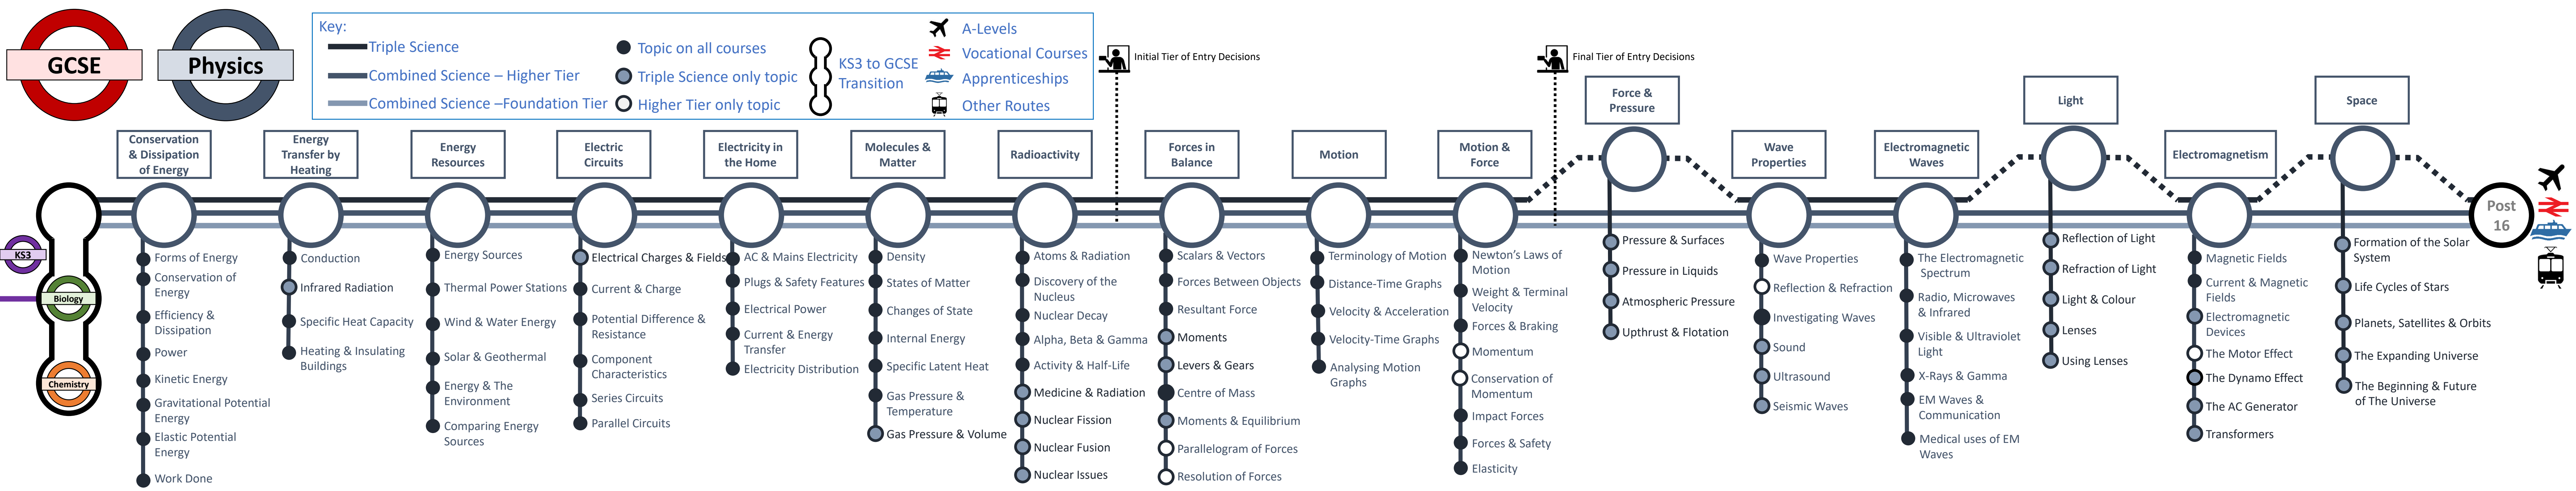 GCSE
Physics
Key:
Triple Science
Combined Science – Higher Tier
Combined Science –Foundation Tier
Topic on all courses
Triple Science only topic
Higher Tier only topic
KS3 to GCSE
Transition
A-Levels
Vocational Courses
Apprenticeships
Other Routes
Initial Tier of Entry Decisions
Final Tier of Entry Decisions
KS3
Biology
Chemistry
Conservation
& Dissipation
of Energy
Forms of Energy
Conservation of
Energy
Efficiency &
Dissipation
Power
Kinetic Energy
Gravitational Potential
Energy
Elastic Potential
Energy
Work Done
Energy
Transfer by
Heating
Conduction
Infrared Radiation
Specific Heat Capacity
Heating & Insulating
Buildings
Energy
Resources
Energy Sources
Thermal Power Stations
Wind & Water Energy
Solar & Geothermal
Energy & The
Environment
Comparing Energy
Sources
Electric
Circuits
Electrical Charges & Fields
Current & Charge
Potential Difference &
Resistance
Component
Characteristics
Series Circuits
Parallel Circuits
Electricity in
the Home
AC & Mains Electricity
Plugs & Safety Features
Electrical Power
Current & Energy
Transfer
Electricity Distribution
Molecules &
Matter
Density
States of Matter
Changes of State
Internal Energy
Specific Latent Heat
Gas Pressure &
Temperature
Gas Pressure & Volume
Radioactivity
Atoms & Radiation
Discovery of the
Nucleus
Nuclear Decay
Alpha, Beta & Gamma
Activity & Half-Life
Medicine & Radiation
Nuclear Fission
Nuclear Fusion
Nuclear Issues
Forces in
Balance
Scalars & Vectors
Forces Between Objects
Resultant Force
Moments
Levers & Gears
Centre of Mass
Moments & Equilibrium
Parallelogram of Forces
Resolution of Forces
Motion
Terminology of Motion
Distance-Time Graphs
Velocity & Acceleration
Velocity-Time Graphs
Analysing Motion
Graphs
Motion &
Force
Newton's Laws of
Motion
Weight & Terminal
Velocity
Forces & Braking
Momentum
Conservation of
Momentum
Impact Forces
Forces & Safety
Elasticity
Force &
Pressure
Pressure & Surfaces
Pressure in Liquids
Atmospheric Pressure
Upthrust & Flotation
Wave
Properties
Wave Properties
Reflection & Refraction
Investigating Waves
Sound
Ultrasound
Seismic Waves
Electromagnetic
Waves
The Electromagnetic
Spectrum
Radio, Microwaves
& Infrared
Visible & Ultraviolet
Light
X-Rays & Gamma
EM Waves &
Communication
Medical uses of EM
Waves
Light
Reflection of Light
Refraction of Light
Light & Colour
Lenses
Using Lenses
Electromagnetism
Magnetic Fields
Current & Magnetic
Fields
Electromagnetic
Devices
The Motor Effect
The Dynamo Effect
The AC Generator
Transformers
Space
Formation of the Solar
System
Life Cycles of Stars
Planets, Satellites & Orbits
The Expanding Universe
The Beginning & Future
of The Universe
Post
16